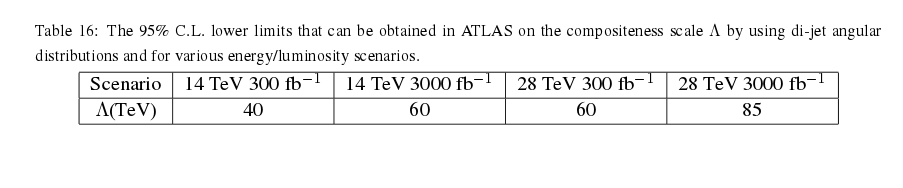 Table 16: The 95% C.L. lower limits that can be obtained in ATLAS on the compositeness scale Λ by using di-jet angular
distributions and for various energy/luminosity scenarios.
Scenario 14 TeV 300 fb⁻¹ 14 TeV 3000 fb⁻¹ 28 TeV 300 fb⁻¹ 28 TeV 3000 fb⁻¹
Λ(TeV) 40 60 60 85